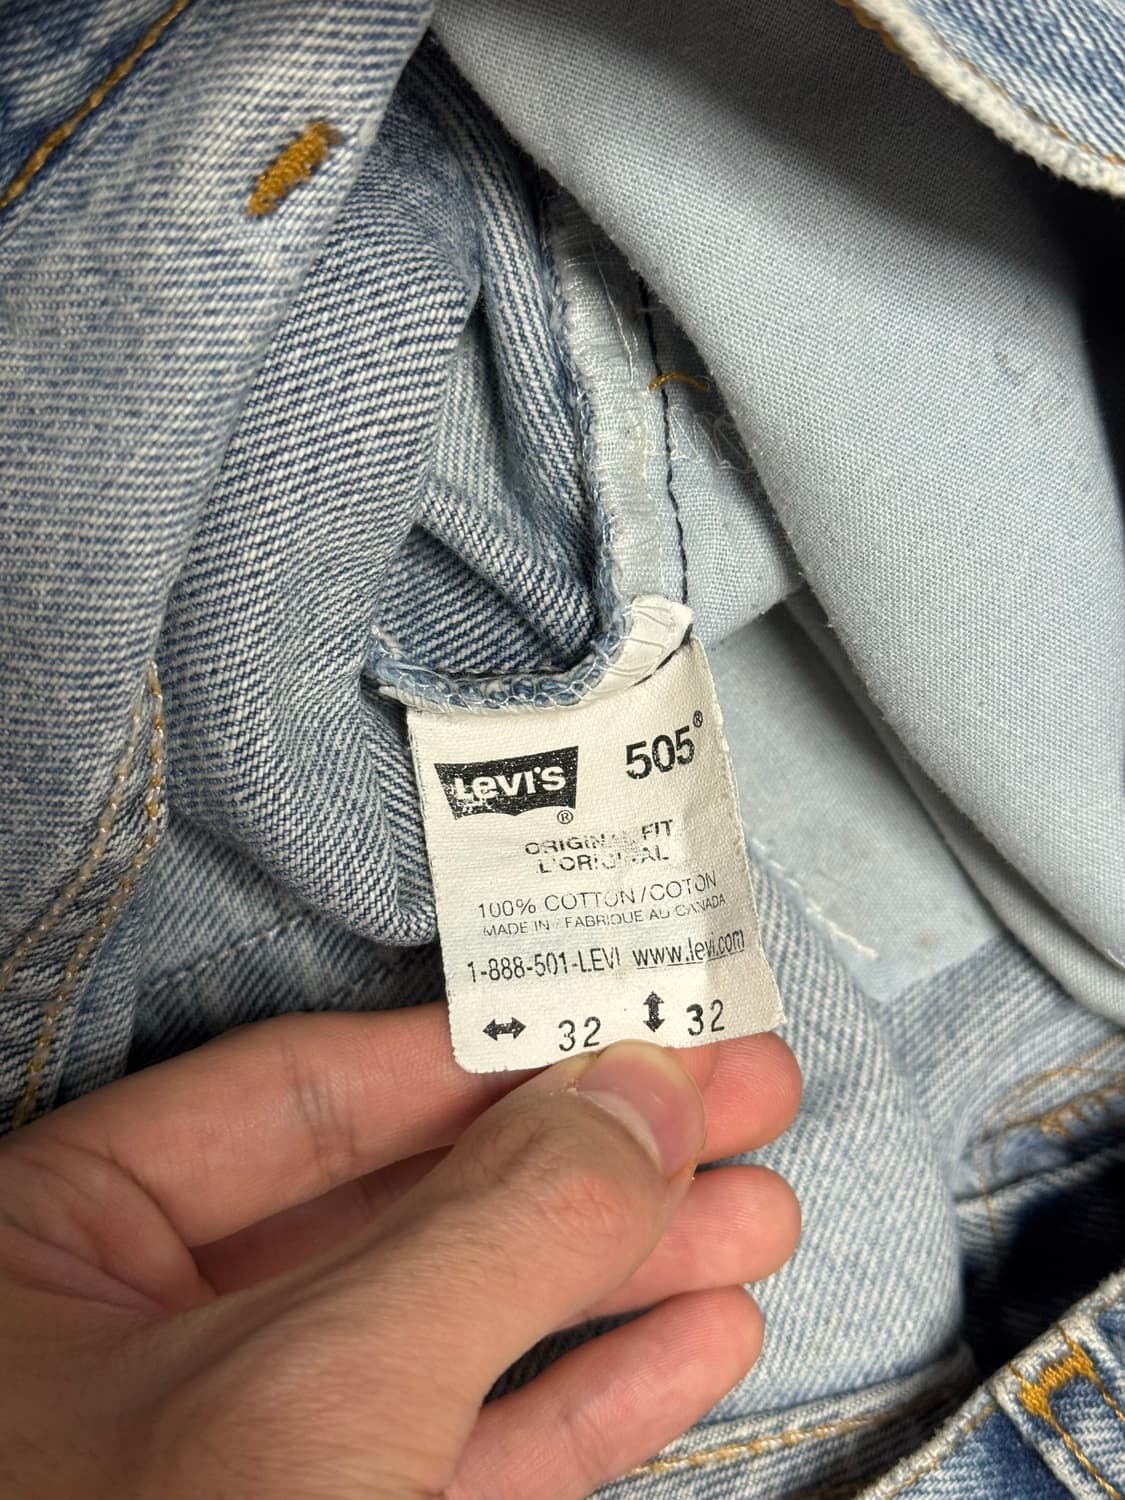 LEVI'S ® 505®
ORIGINAL FIT
L'ORIGINAL
100% COTTON/COTON
MADE IN / FABRIQUE AU CANADA
1-888-501-LEVI www.levi.com
↔ 32 ↕ 32